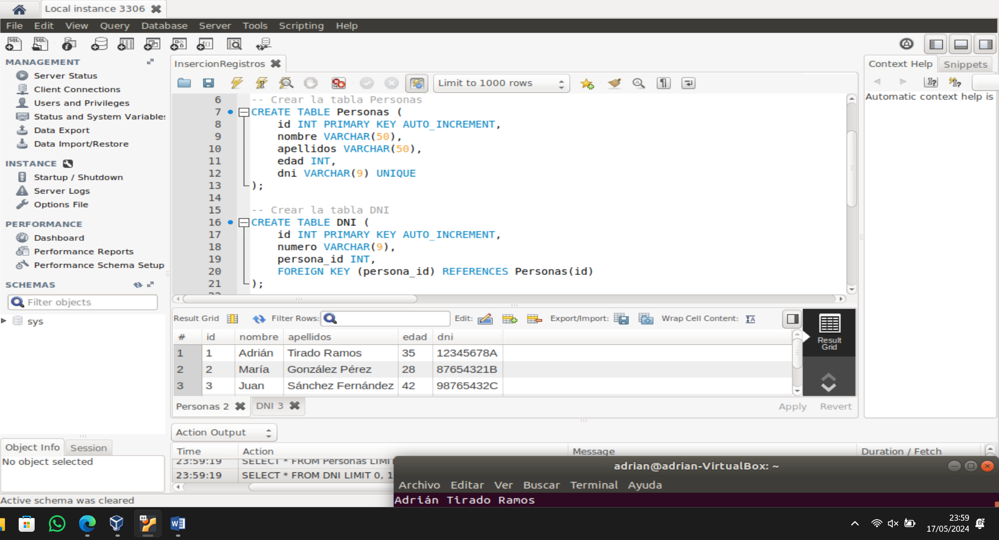 Local instance 3306
File Edit View Query Database Server Tools Scripting Help
MANAGEMENT
Server Status
Client Connections
Users and Privileges
Status and System Variables
Data Export
Data Import/Restore
INSTANCE
Startup / Shutdown
Server Logs
Options File
PERFORMANCE
Dashboard
Performance Reports
Performance Schema Setup
SCHEMAS
Filter objects
sys
Object Info Session
No object selected
Active schema was cleared
InsercionRegistros
Limit to 1000 rows
6 -- Crear la tabla Personas
7 CREATE TABLE Personas (
8 id INT PRIMARY KEY AUTO_INCREMENT,
9 nombre VARCHAR(50),
10 apellidos VARCHAR(50),
11 edad INT,
12 dni VARCHAR(9) UNIQUE
13 );
14
15 -- Crear la tabla DNI
16 CREATE TABLE DNI (
17 id INT PRIMARY KEY AUTO_INCREMENT,
18 numero VARCHAR(9),
19 persona_id INT,
20 FOREIGN KEY (persona_id) REFERENCES Personas(id)
21 );
Result Grid Filter Rows: Edit: Export/Import: Wrap Cell Content:
# id nombre apellidos edad dni
1 1 Adrián Tirado Ramos 35 12345678A
2 2 María González Pérez 28 87654321B
3 3 Juan Sánchez Fernández 42 98765432C
Result
Grid
Personas 2 DNI 3 Apply Revert
Action Output
Time Action Message Duration / Fetch
23:59:19 SELECT * FROM Personas LIMI
23:59:19 SELECT * FROM DNI LIMIT 0, 1
Context Help Snippets
Automatic context help is
adrian@adrian-VirtualBox: ~
Archivo Editar Ver Buscar Terminal Ayuda
Adrián Tirado Ramos
23:59
17/05/2024